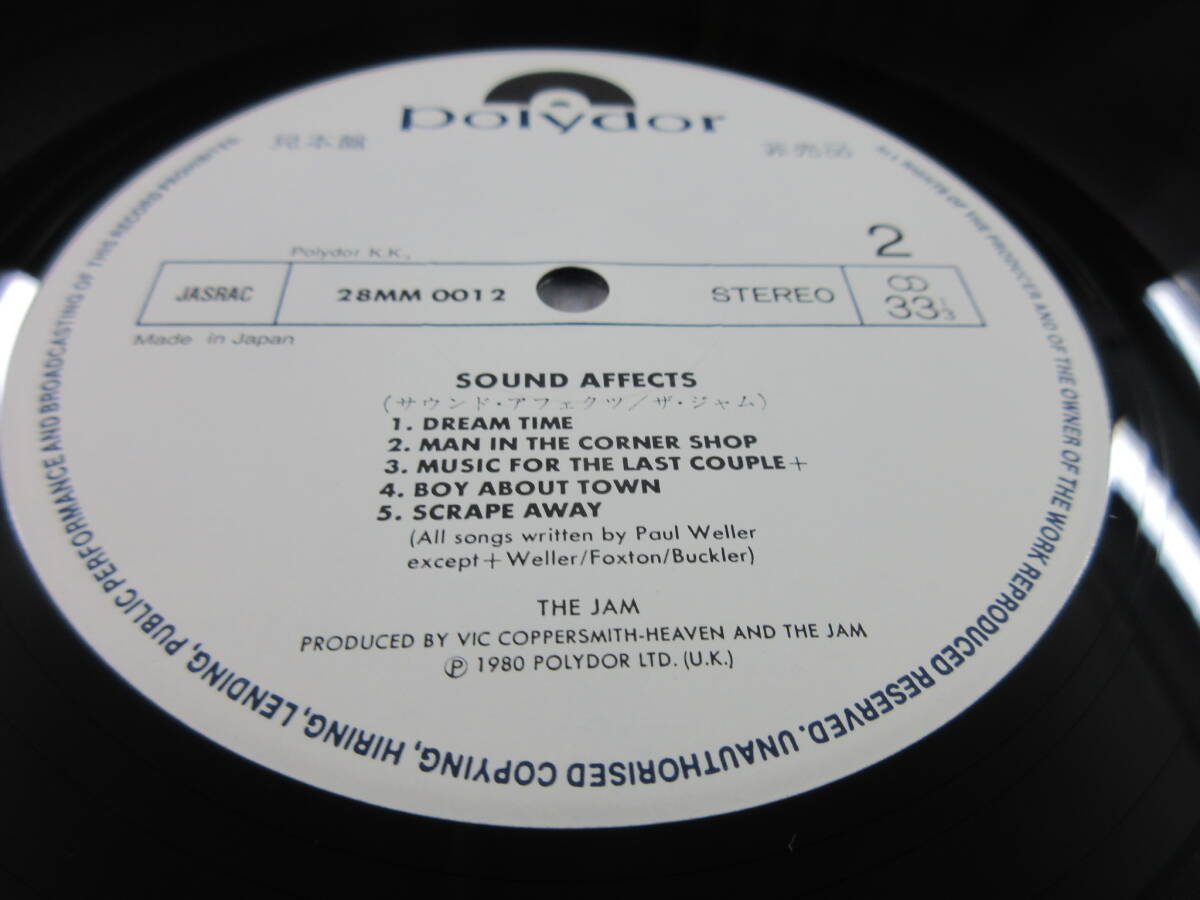 polydor
見本盤
非売品
2
Polydor K.K.,
JASRAC
28MM 0012
STEREO
33 1/3
Made in Japan
SOUND AFFECTS
(サウンド・アフェクツ/ザ・ジャム)
1. DREAM TIME
2. MAN IN THE CORNER SHOP
3. MUSIC FOR THE LAST COUPLE+
4. BOY ABOUT TOWN
5. SCRAPE AWAY
(All songs written by Paul Weller
except+Weller/Foxton/Buckler)
THE JAM
PRODUCED BY VIC COPPERSMITH-HEAVEN AND THE JAM
Ⓟ 1980 POLYDOR LTD. (U.K.)
ALL RIGHTS OF THE PRODUCER AND OF THE OWNER OF THE WORK REPRODUCED RESERVED. UNAUTHORISED COPYING, HIRING, LENDING, PUBLIC PERFORMANCE AND BROADCASTING OF THIS RECORD PROHIBITED